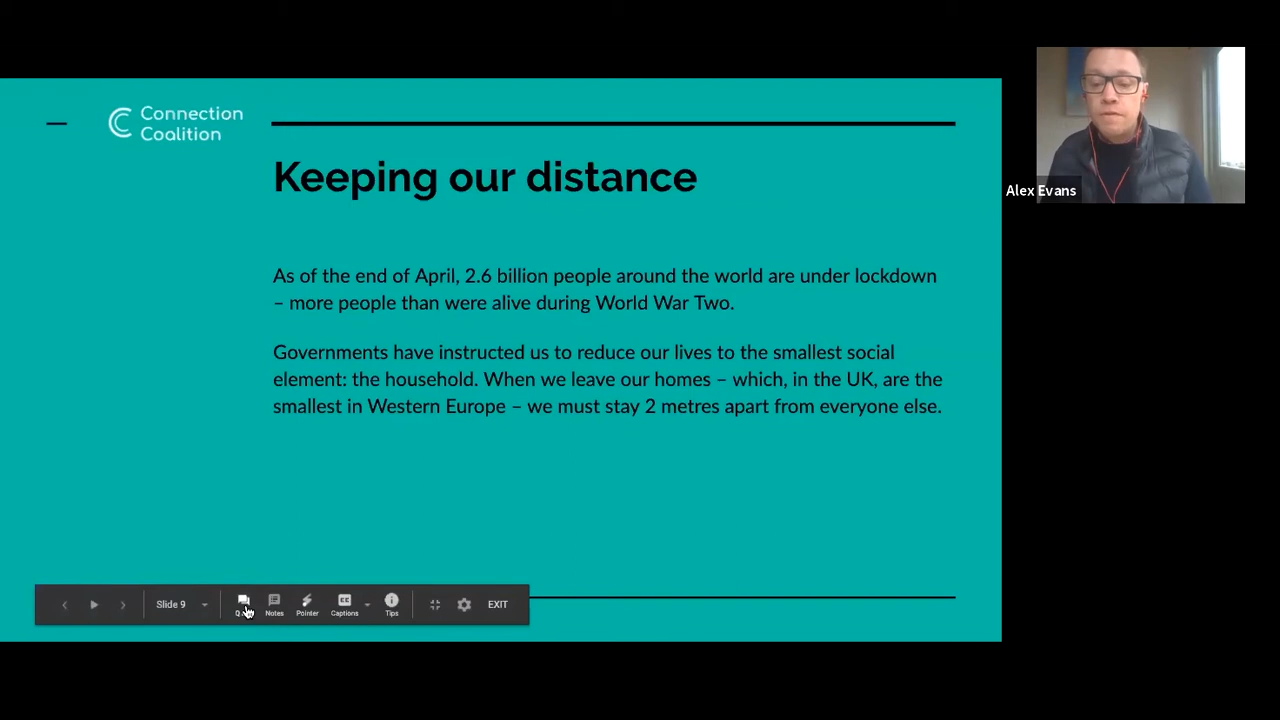 Connection
Coalition
Keeping our distance
As of the end of April, 2.6 billion people around the world are under lockdown
– more people than were alive during World War Two.
Governments have instructed us to reduce our lives to the smallest social
element: the household. When we leave our homes – which, in the UK, are the
smallest in Western Europe – we must stay 2 metres apart from everyone else.
Slide 9
Notes
Pointer
Captions
Tips
EXIT
Alex Evans